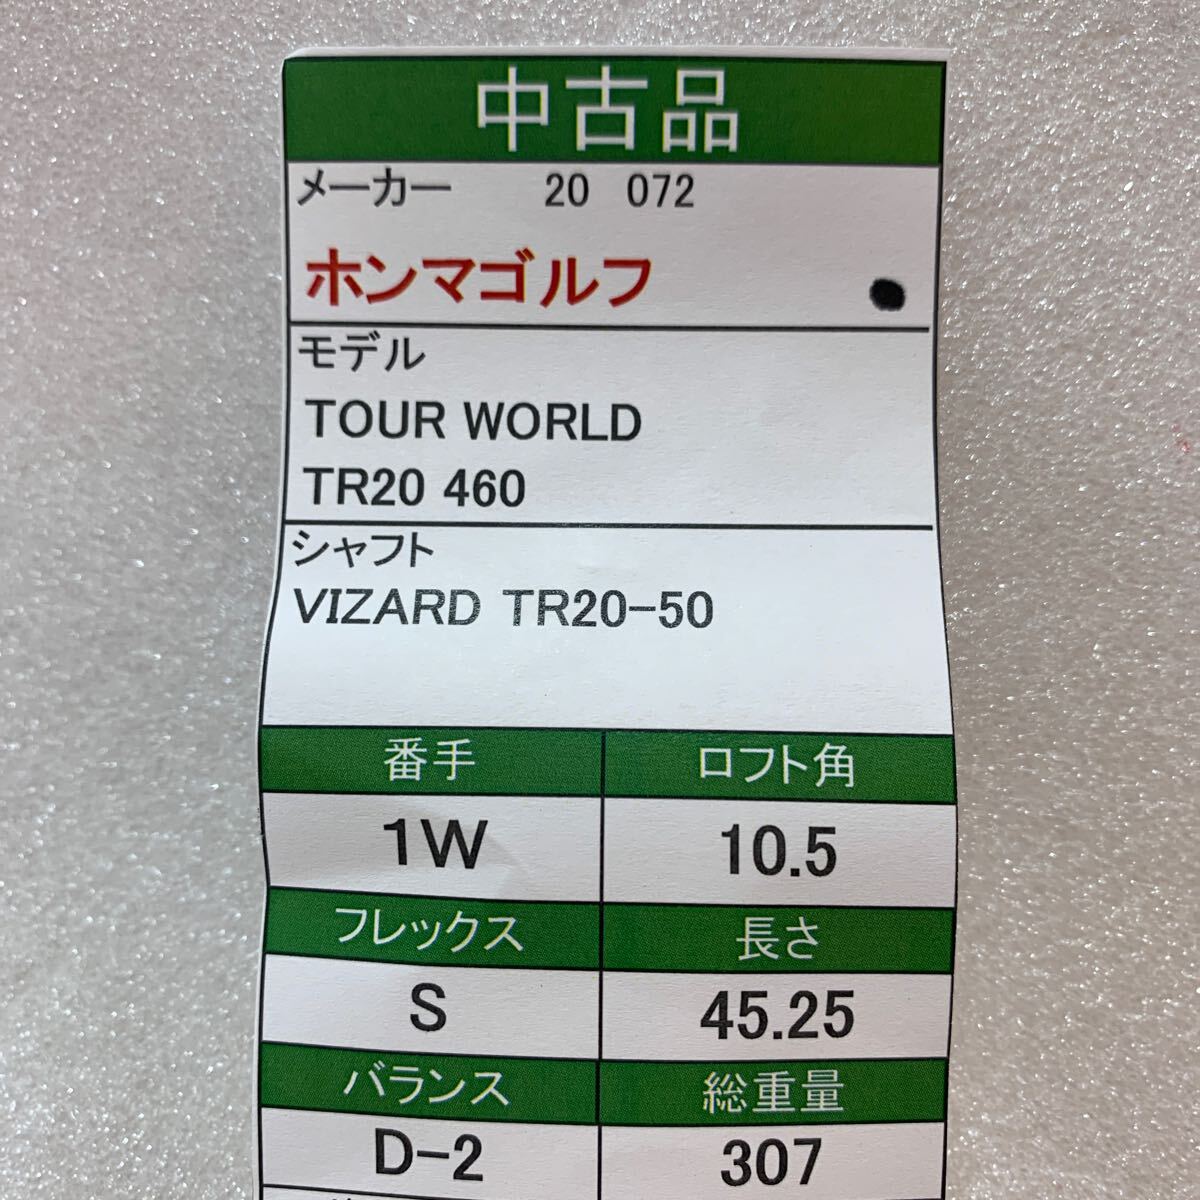 中古品
メーカー 20 072
ホンマゴルフ
モデル
TOUR WORLD
TR20 460
シャフト
VIZARD TR20-50
番手 ロフト角
1W 10.5
フレックス 長さ
S 45.25
バランス 総重量
D-2 307